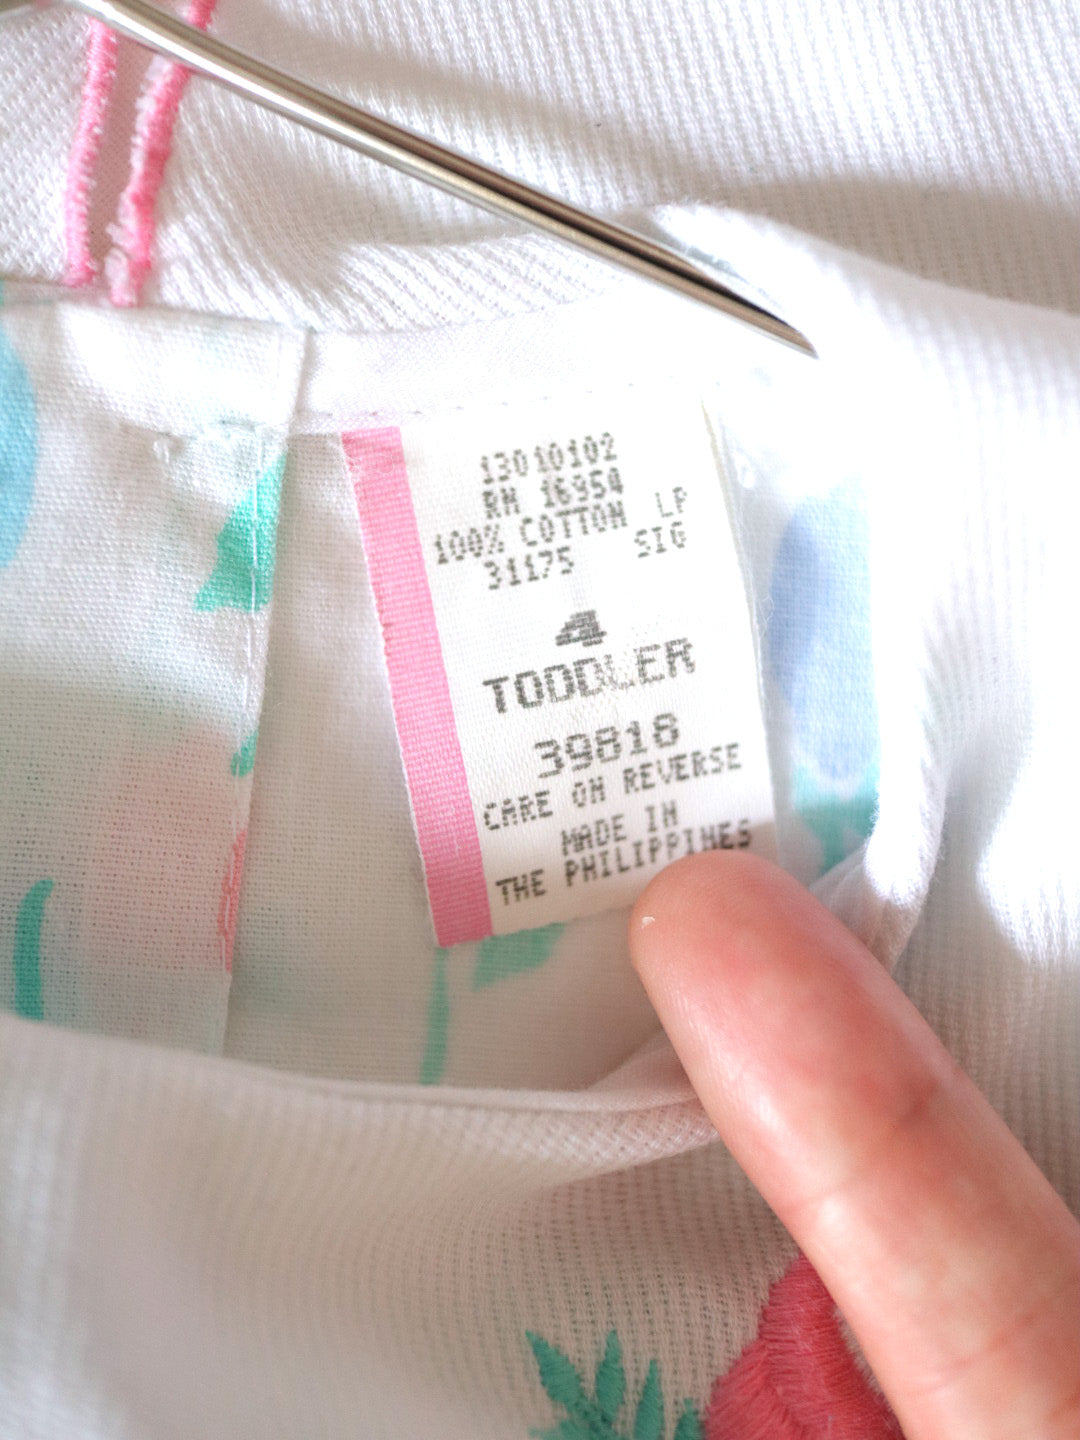 13010102
RN 16954
100% COTTON LP
31175 SIG
4
TODDLER
39818
CARE ON REVERSE
MADE IN
THE PHILIPPINES